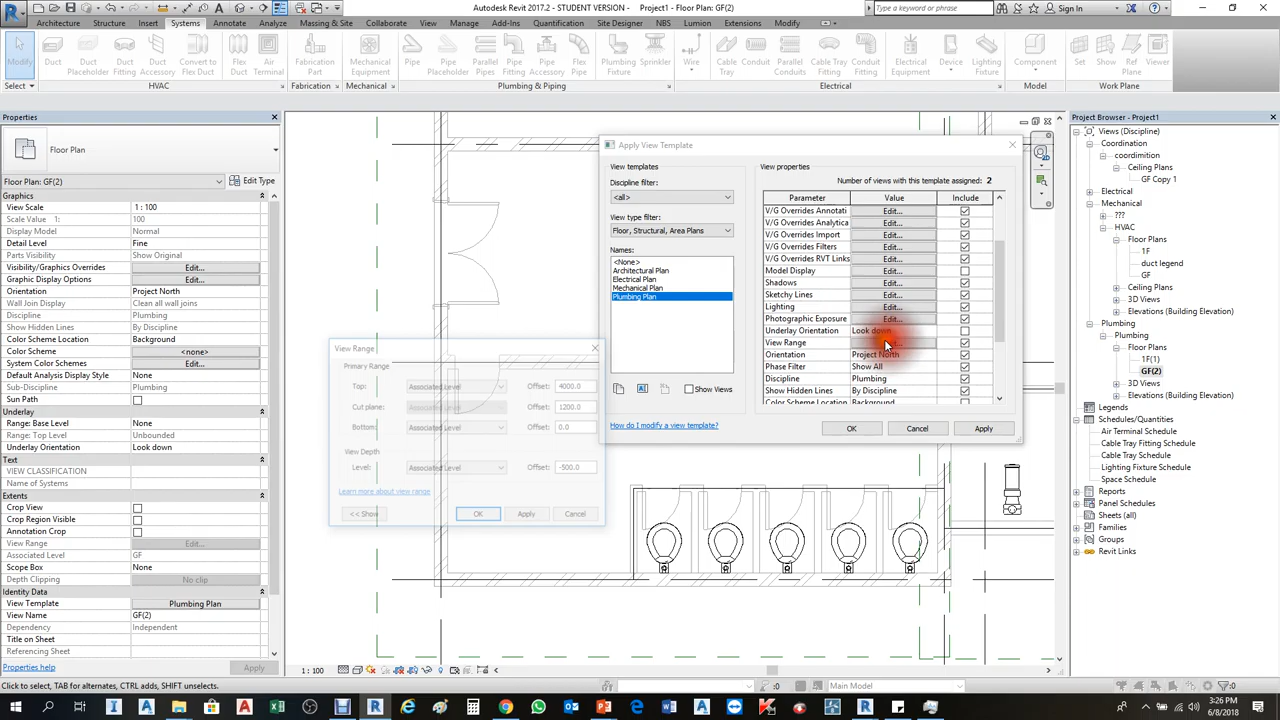 Autodesk Revit 2017.2 - STUDENT VERSION - Project1 - Floor Plan: GF(2)
Type a keyword or phrase
Sign In
Architecture Structure Insert Systems Annotate Analyze Massing & Site Collaborate View Manage Add-Ins Quantification Site Designer NBS Lumion Extensions Modify
Modify
Duct
Duct Placeholder
Duct Fitting
Duct Accessory
Convert to Flex Duct
Flex Duct
Air Terminal
Fabrication Part
Mechanical Equipment
Pipe
Pipe Placeholder
Parallel Pipes
Pipe Fitting
Pipe Accessory
Flex Pipe
Plumbing Fixture
Sprinkler
Wire
Cable Tray
Conduit
Parallel Conduits
Cable Tray Fitting
Conduit Fitting
Electrical Equipment
Device
Lighting Fixture
Component
Set
Show
Ref Plane
Viewer
Select HVAC Fabrication Mechanical Plumbing & Piping Electrical Model Work Plane
Properties
Floor Plan
Floor Plan: GF(2) Edit Type
Graphics
View Scale 1 : 100
Scale Value 1: 100
Display Model Normal
Detail Level Fine
Parts Visibility Show Original
Visibility/Graphics Overrides Edit...
Graphic Display Options Edit...
Orientation Project North
Wall Join Display Clean all wall joins
Discipline Plumbing
Show Hidden Lines By Discipline
Color Scheme Location Background
Color Scheme <none>
System Color Schemes Edit...
Default Analysis Display Style None
Sub-Discipline Plumbing
Sun Path
Underlay
Range: Base Level None
Range: Top Level Unbounded
Underlay Orientation Look down
Text
VIEW CLASSIFICATION
Name of Systems
Extents
Crop View
Crop Region Visible
Annotation Crop
View Range Edit...
Associated Level GF
Scope Box None
Depth Clipping No clip
Identity Data
View Template Plumbing Plan
View Name GF(2)
Dependency Independent
Title on Sheet
Referencing Sheet
Properties help Apply
View Range
Primary Range
Top: Associated Level Offset: 4000.0
Cut plane: Associated Level Offset: 1200.0
Bottom: Associated Level Offset: 0.0
View Depth
Level: Associated Level Offset: -500.0
Learn more about view range
<< Show OK Apply Cancel
Apply View Template
View templates
Discipline filter:
<all>
View type filter:
Floor, Structural, Area Plans
Names:
<None>
Architectural Plan
Electrical Plan
Mechanical Plan
Plumbing Plan
Show Views
How do I modify a view template?
View properties
Number of views with this template assigned: 2
Parameter Value Include
V/G Overrides Annotati Edit...
V/G Overrides Analytica Edit...
V/G Overrides Import Edit...
V/G Overrides Filters Edit...
V/G Overrides RVT Links Edit...
Model Display Edit...
Shadows Edit...
Sketchy Lines Edit...
Lighting Edit...
Photographic Exposure Edit...
Underlay Orientation Look down
View Range
Orientation Project North
Phase Filter Show All
Discipline Plumbing
Show Hidden Lines By Discipline
Color Scheme Location Background
OK Cancel Apply
Project Browser - Project1
Views (Discipline)
Coordination
coordimition
Ceiling Plans
GF Copy 1
Electrical
Mechanical
???
HVAC
Floor Plans
1F
duct legend
GF
Ceiling Plans
3D Views
Elevations (Building Elevation)
Plumbing
Plumbing
Floor Plans
1F(1)
GF(2)
3D Views
Elevations (Building Elevation)
Legends
Schedules/Quantities
Air Terminal Schedule
Cable Tray Fitting Schedule
Cable Tray Schedule
Lighting Fixture Schedule
Space Schedule
Reports
Panel Schedules
Sheets (all)
Families
Groups
Revit Links
1 : 100
Click to select, TAB for alternates, CTRL adds, SHIFT unselects.
:0 Main Model :0
3:26 PM
6/8/2018